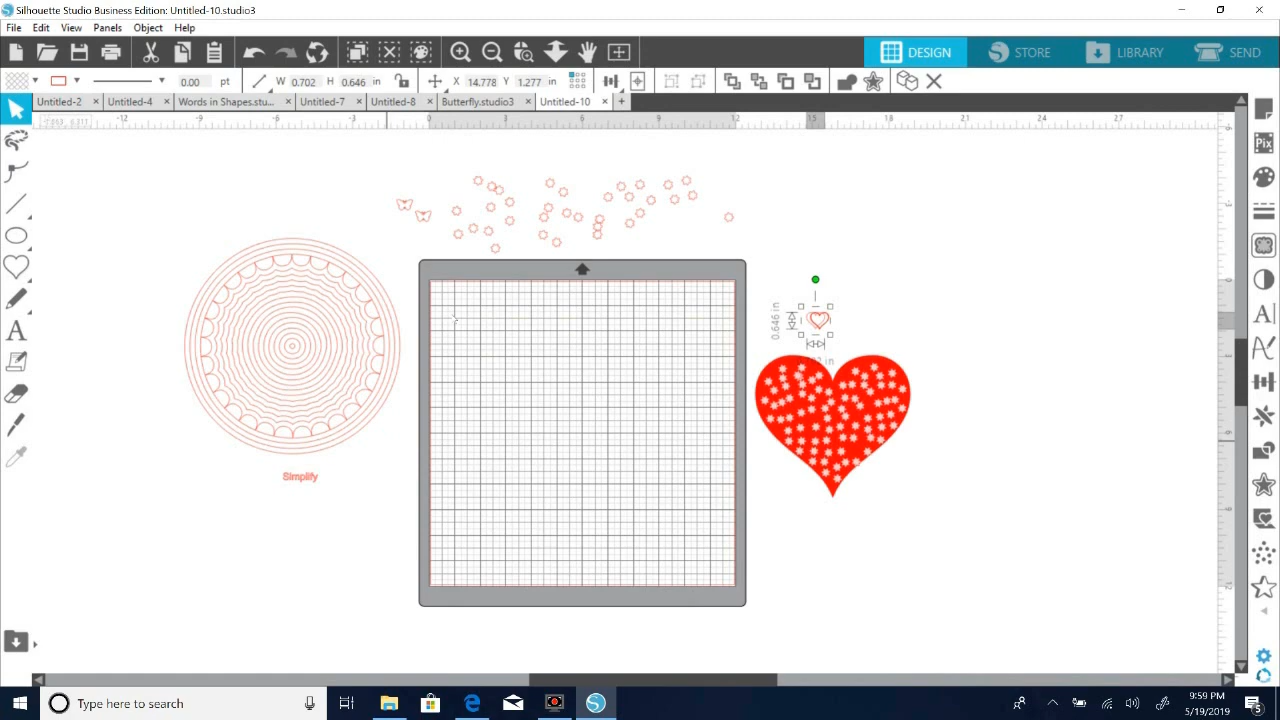 Silhouette Studio Business Edition: Untitled-10.studio3
File Edit View Panels Object Help
DESIGN STORE LIBRARY SEND
0.00 pt W 0.702 H 0.646 in X 14.778 Y 1.277 in
Untitled-2 Untitled-4 Words in Shapes.stu... Untitled-7 Untitled-8 Butterfly.studio3 Untitled-10
-12 -9 -6 -3 0 3 6 9 12 15 18 21 24 27
Pix
0.646 in
Simplify
Type here to search
9:59 PM
5/19/2019
5